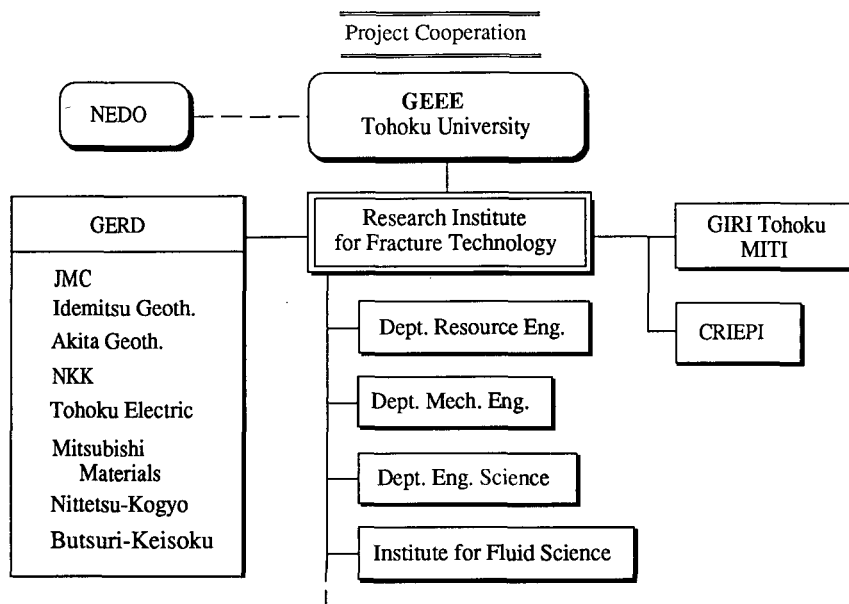 Project Cooperation
NEDO
GEEE
Tohoku University
GERD
JMC
Idemitsu Geoth.
Akita Geoth.
NKK
Tohoku Electric
Mitsubishi
Materials
Nittetsu-Kogyo
Butsuri-Keisoku
Research Institute
for Fracture Technology
Dept. Resource Eng.
Dept. Mech. Eng.
Dept. Eng. Science
Institute for Fluid Science
GIRI Tohoku
MITI
CRIEPI